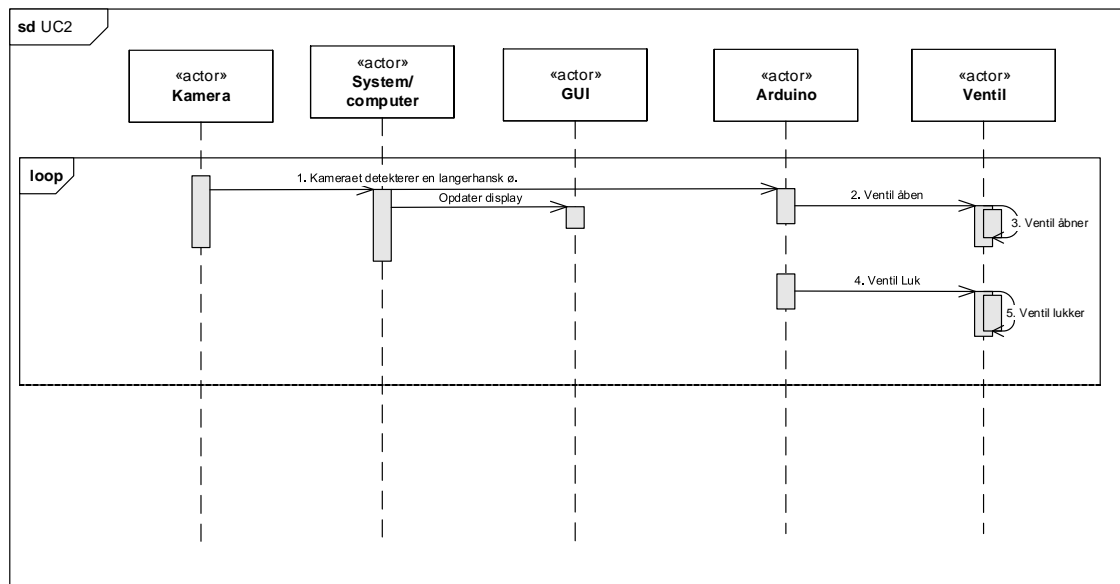 sd UC2
«actor»
Kamera
«actor»
System/
computer
«actor»
GUI
«actor»
Arduino
«actor»
Ventil
loop
1. Kameraet detekterer en langerhansk ø.
Opdater display
2. Ventil åben
3. Ventil åbner
4. Ventil Luk
5. Ventil lukker